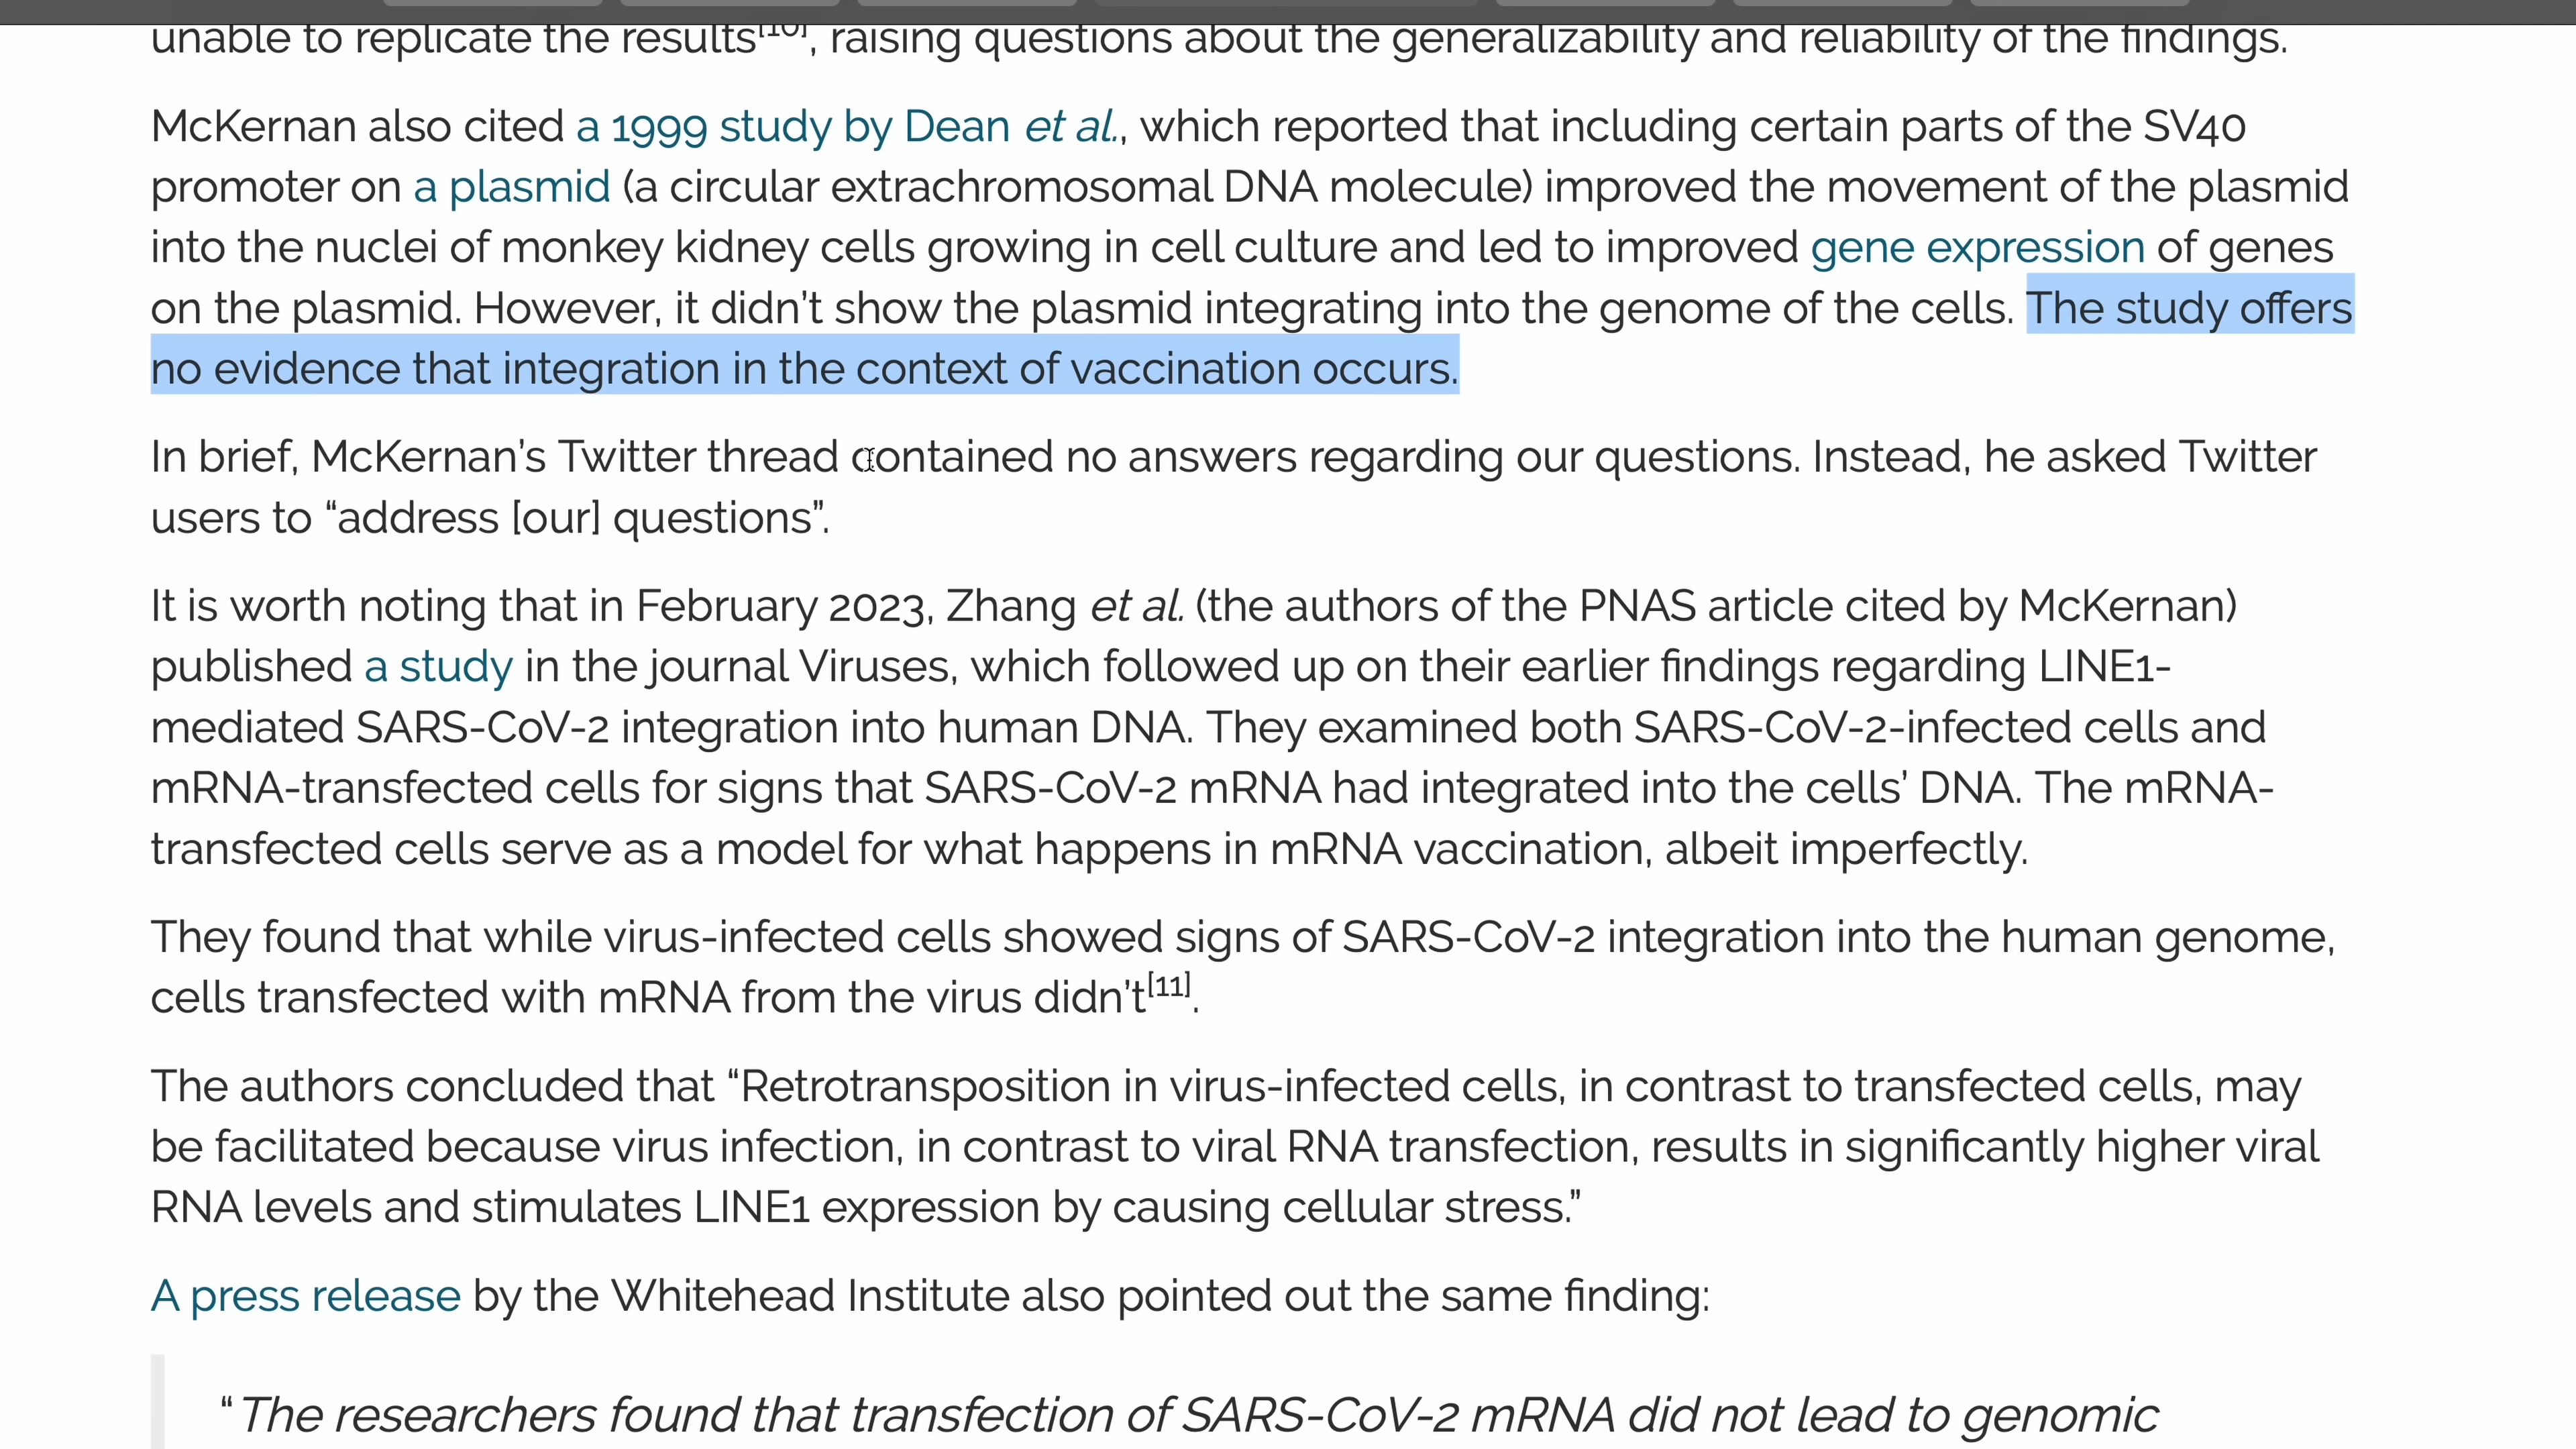 unable to replicate the results[10], raising questions about the generalizability and reliability of the findings.
McKernan also cited a 1999 study by Dean et al., which reported that including certain parts of the SV40
promoter on a plasmid (a circular extrachromosomal DNA molecule) improved the movement of the plasmid
into the nuclei of monkey kidney cells growing in cell culture and led to improved gene expression of genes
on the plasmid. However, it didn’t show the plasmid integrating into the genome of the cells. The study offers
no evidence that integration in the context of vaccination occurs.
In brief, McKernan’s Twitter thread contained no answers regarding our questions. Instead, he asked Twitter
users to “address [our] questions”.
It is worth noting that in February 2023, Zhang et al. (the authors of the PNAS article cited by McKernan)
published a study in the journal Viruses, which followed up on their earlier findings regarding LINE1-
mediated SARS-CoV-2 integration into human DNA. They examined both SARS-CoV-2-infected cells and
mRNA-transfected cells for signs that SARS-CoV-2 mRNA had integrated into the cells’ DNA. The mRNA-
transfected cells serve as a model for what happens in mRNA vaccination, albeit imperfectly.
They found that while virus-infected cells showed signs of SARS-CoV-2 integration into the human genome,
cells transfected with mRNA from the virus didn’t[11].
The authors concluded that “Retrotransposition in virus-infected cells, in contrast to transfected cells, may
be facilitated because virus infection, in contrast to viral RNA transfection, results in significantly higher viral
RNA levels and stimulates LINE1 expression by causing cellular stress.”
A press release by the Whitehead Institute also pointed out the same finding:
“The researchers found that transfection of SARS-CoV-2 mRNA did not lead to genomic